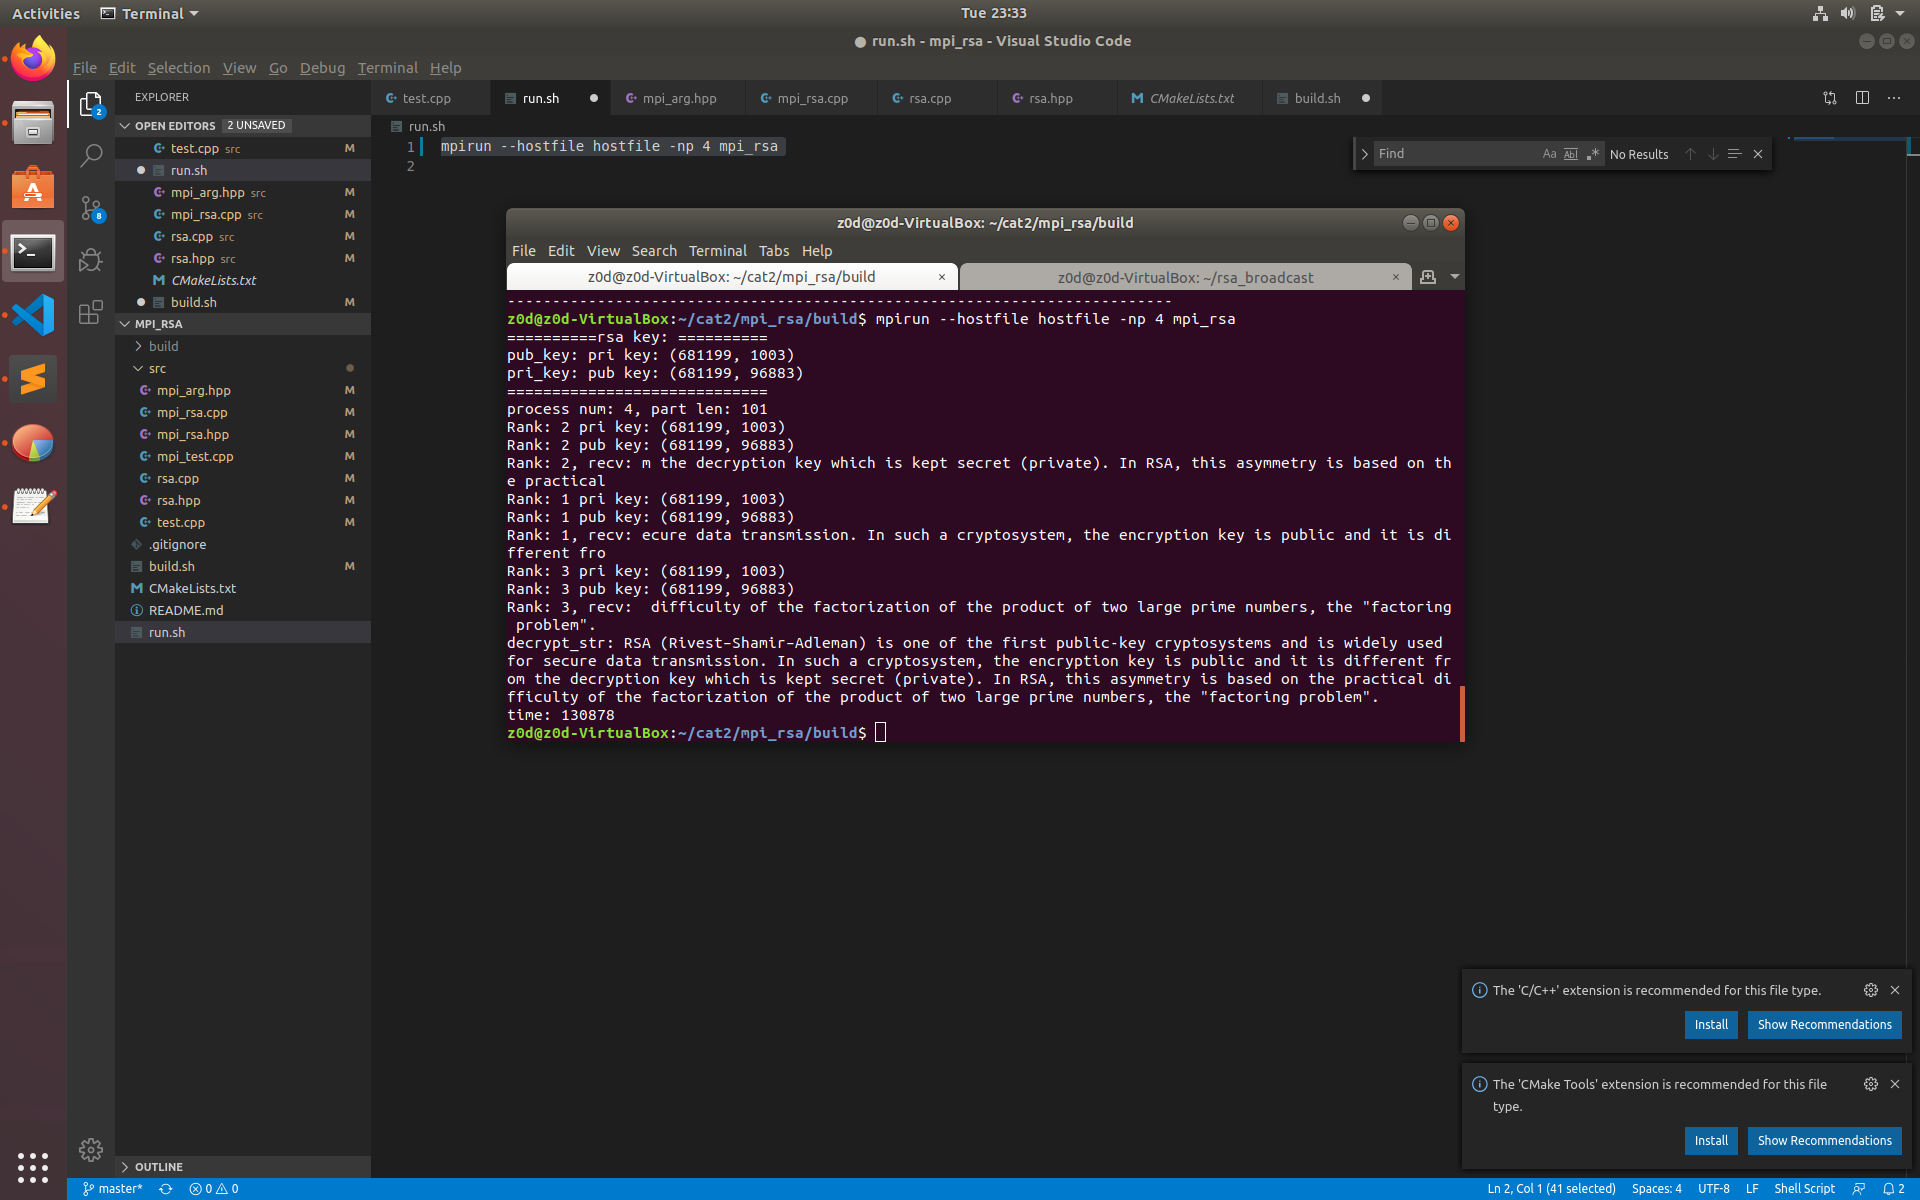 Activities Terminal Tue 23:33
run.sh - mpi_rsa - Visual Studio Code
File Edit Selection View Go Debug Terminal Help
EXPLORER
test.cpp run.sh mpi_arg.hpp mpi_rsa.cpp rsa.cpp rsa.hpp CMakeLists.txt build.sh
2
OPEN EDITORS 2 UNSAVED
test.cpp src M
run.sh
mpi_arg.hpp src M
mpi_rsa.cpp src M
8
rsa.cpp src M
rsa.hpp src M
CMakeLists.txt
build.sh M
MPI_RSA
build
src
mpi_arg.hpp M
mpi_rsa.cpp M
mpi_rsa.hpp M
mpi_test.cpp M
rsa.cpp M
rsa.hpp M
test.cpp M
.gitignore
build.sh M
CMakeLists.txt
README.md
run.sh
OUTLINE
run.sh
1 mpirun --hostfile hostfile -np 4 mpi_rsa
2
Find Aa Abl .* No Results
z0d@z0d-VirtualBox: ~/cat2/mpi_rsa/build
File Edit View Search Terminal Tabs Help
z0d@z0d-VirtualBox: ~/cat2/mpi_rsa/build × z0d@z0d-VirtualBox: ~/rsa_broadcast ×
--------------------------------------------------------------------------
z0d@z0d-VirtualBox:~/cat2/mpi_rsa/build$ mpirun --hostfile hostfile -np 4 mpi_rsa
==========rsa key: ==========
pub_key: pri key: (681199, 1003)
pri_key: pub key: (681199, 96883)
=============================
process num: 4, part len: 101
Rank: 2 pri key: (681199, 1003)
Rank: 2 pub key: (681199, 96883)
Rank: 2, recv: m the decryption key which is kept secret (private). In RSA, this asymmetry is based on th
e practical
Rank: 1 pri key: (681199, 1003)
Rank: 1 pub key: (681199, 96883)
Rank: 1, recv: ecure data transmission. In such a cryptosystem, the encryption key is public and it is di
fferent fro
Rank: 3 pri key: (681199, 1003)
Rank: 3 pub key: (681199, 96883)
Rank: 3, recv:  difficulty of the factorization of the product of two large prime numbers, the "factoring
 problem".
decrypt_str: RSA (Rivest–Shamir–Adleman) is one of the first public-key cryptosystems and is widely used
for secure data transmission. In such a cryptosystem, the encryption key is public and it is different fr
om the decryption key which is kept secret (private). In RSA, this asymmetry is based on the practical di
fficulty of the factorization of the product of two large prime numbers, the "factoring problem".
time: 130878
z0d@z0d-VirtualBox:~/cat2/mpi_rsa/build$
The 'C/C++' extension is recommended for this file type.
Install Show Recommendations
The 'CMake Tools' extension is recommended for this file
type.
Install Show Recommendations
master* 0 0 Ln 2, Col 1 (41 selected) Spaces: 4 UTF-8 LF Shell Script 2